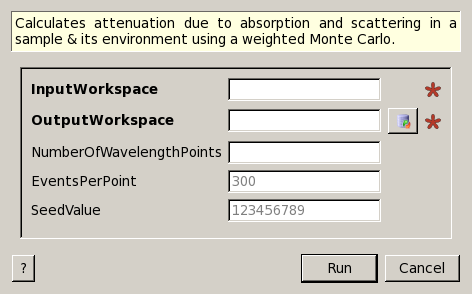 Calculates attenuation due to absorption and scattering in a
sample & its environment using a weighted Monte Carlo.
InputWorkspace
OutputWorkspace
NumberOfWavelengthPoints
EventsPerPoint 300
SeedValue 123456789
? Run Cancel